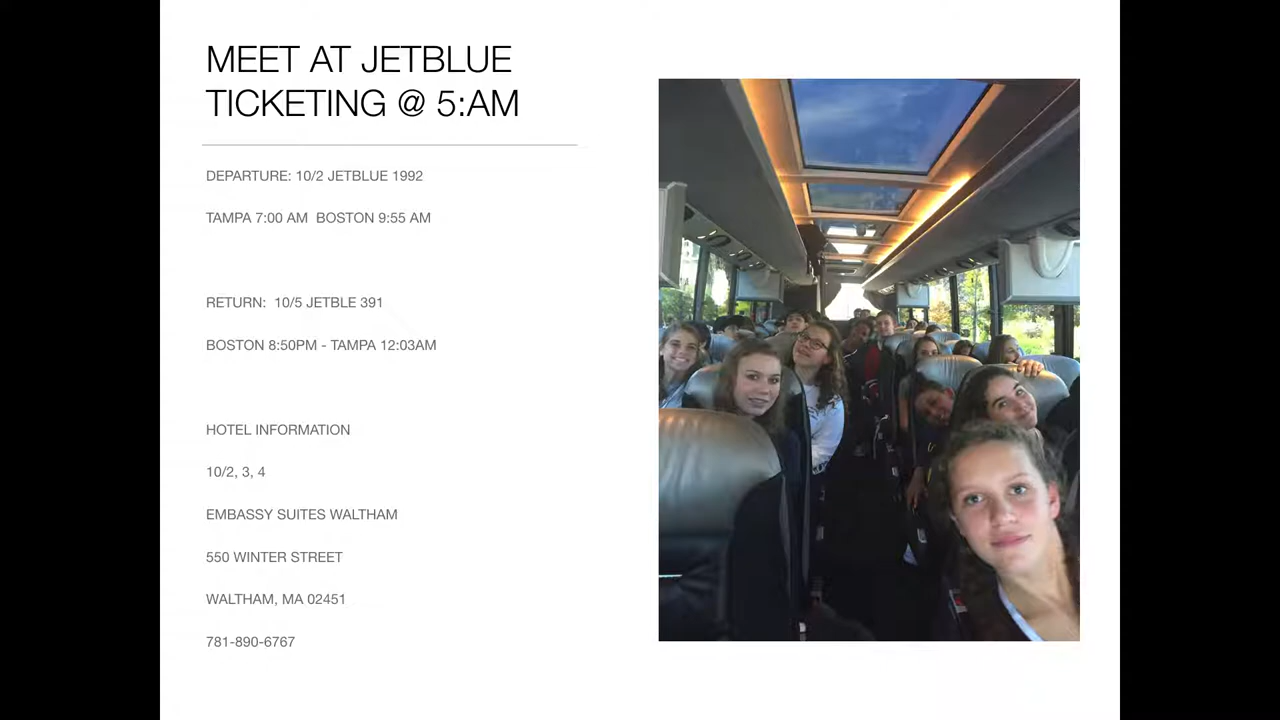 MEET AT JETBLUE
TICKETING @ 5:AM
DEPARTURE: 10/2 JETBLUE 1992
TAMPA 7:00 AM  BOSTON 9:55 AM
RETURN:  10/5 JETBLE 391
BOSTON 8:50PM - TAMPA 12:03AM
HOTEL INFORMATION
10/2, 3, 4
EMBASSY SUITES WALTHAM
550 WINTER STREET
WALTHAM, MA 02451
781-890-6767